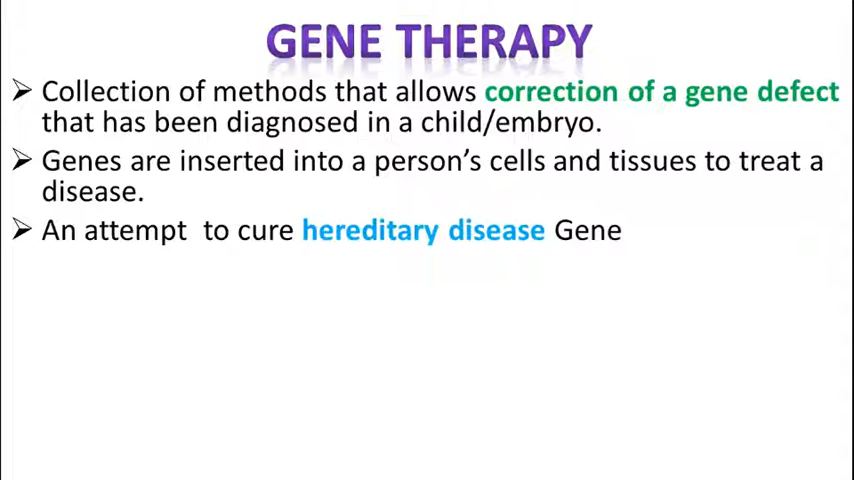 GENE THERAPY
➢ Collection of methods that allows correction of a gene defect
that has been diagnosed in a child/embryo.
➢ Genes are inserted into a person's cells and tissues to treat a
disease.
➢ An attempt  to cure hereditary disease Gene